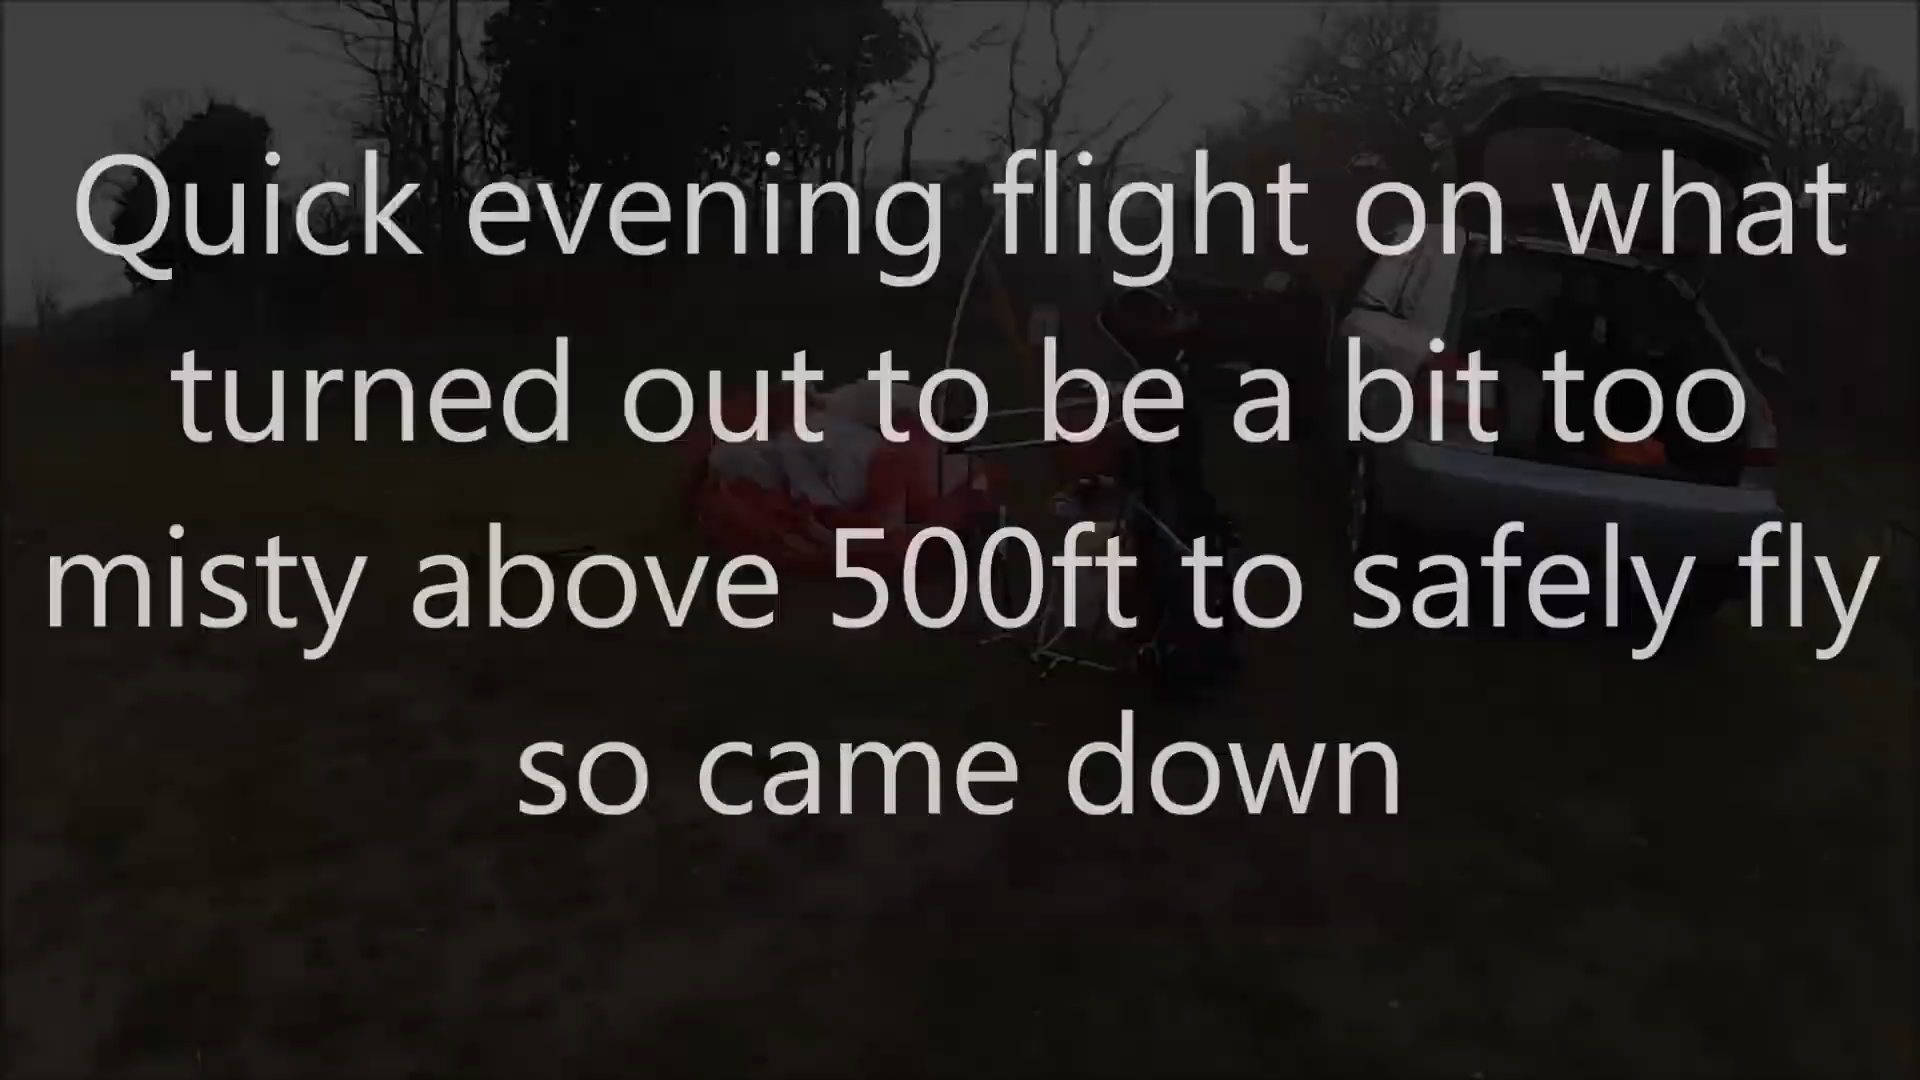 Quick evening flight on what
turned out to be a bit too
misty above 500ft to safely fly
so came down